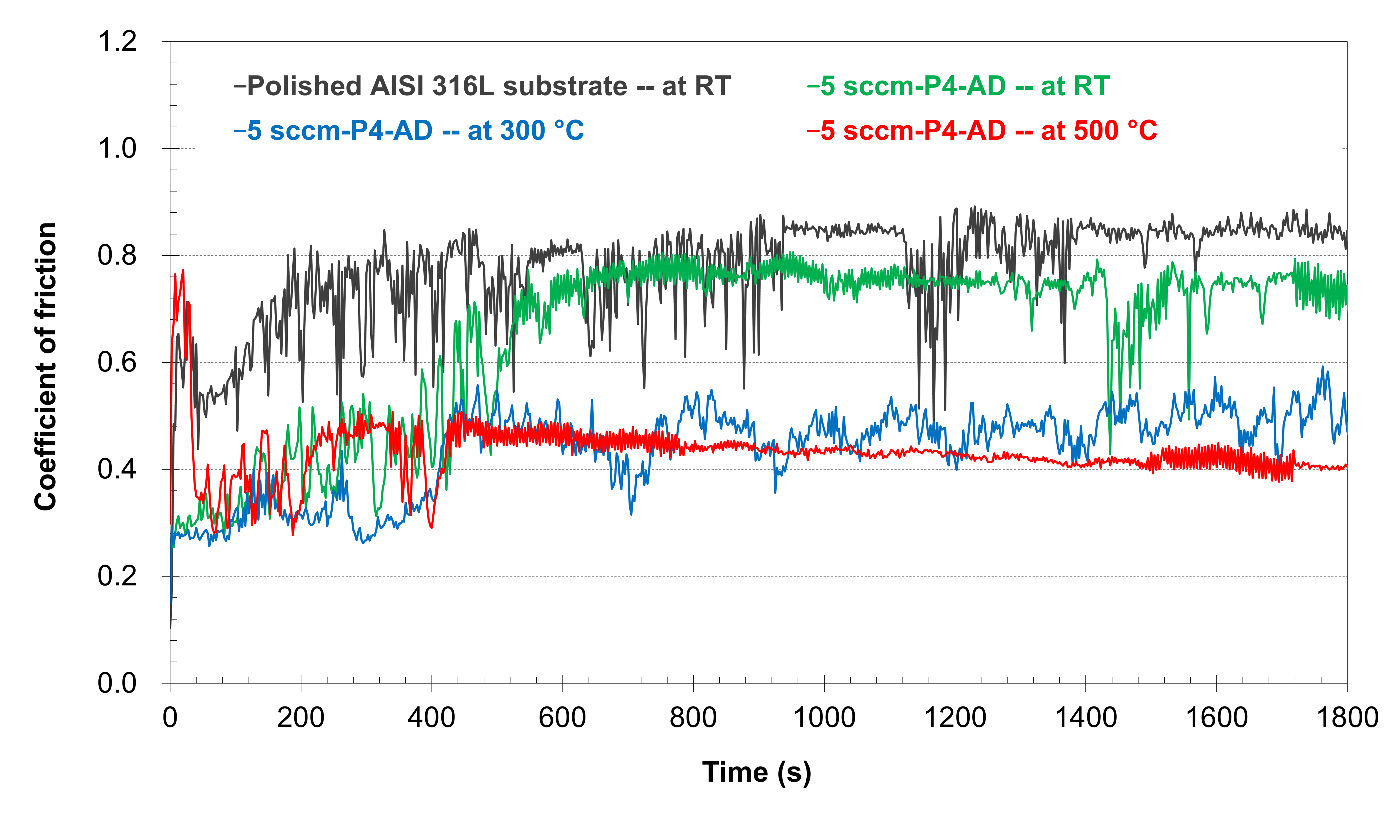 1.2
–Polished AISI 316L substrate -- at RT –5 sccm-P4-AD -- at RT
–5 sccm-P4-AD -- at 300 °C –5 sccm-P4-AD -- at 500 °C
1.0
0.8
0.6
0.4
0.2
0.0
Coefficient of friction
0 200 400 600 800 1000 1200 1400 1600 1800
Time (s)